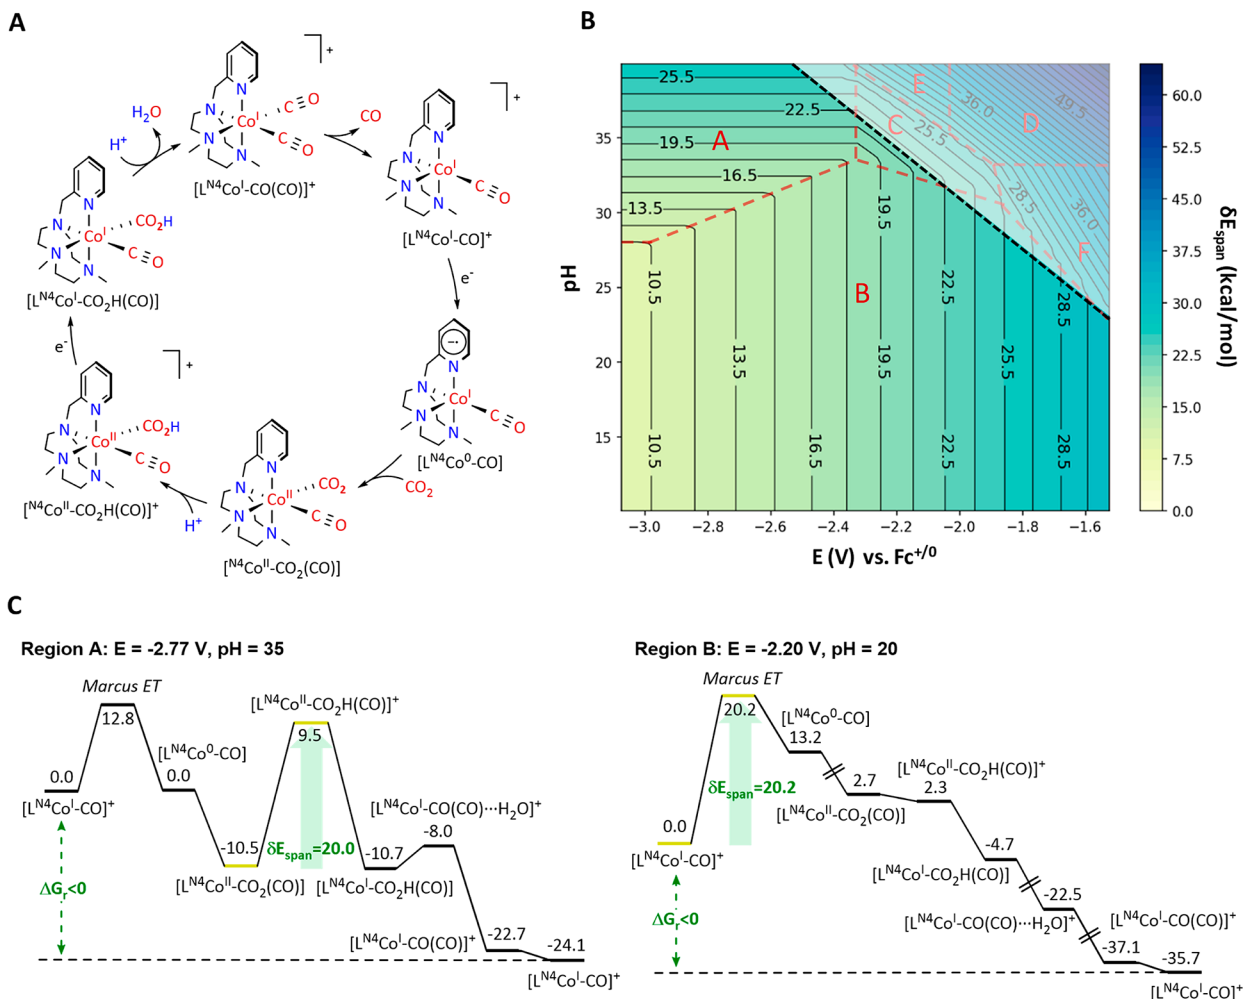 A
]+
H2O
H+
N
N
N
N
CoI
C≡O
C≡O
[LN4CoI-CO(CO)]+
CO
]+
N
N
N
N
CoI
C≡O
[LN4CoI-CO]+
e-
N
N
N
N
CoI
CO2H
C≡O
[LN4CoI-CO2H(CO)]
e-
]+
N
N
N
N
CoII
CO2H
C≡O
[N4CoII-CO2H(CO)]+
H+
N
N
N
N
CoII
CO2
C≡O
[N4CoII-CO2(CO)]
CO2
−•
N
N
N
N
CoI
C≡O
[LN4Co0-CO]
B
25.5
22.5
19.5
16.5
13.5
A
B
C
D
E
F
25.5
36.0
49.5
28.5
36.0
19.5
10.5
22.5
28.5
13.5
19.5
25.5
10.5
16.5
22.5
28.5
35
30
25
20
15
pH
−3.0 −2.8 −2.6 −2.4 −2.2 −2.0 −1.8 −1.6
E (V) vs. Fc+/0
60.0
52.5
45.0
37.5
30.0
22.5
15.0
7.5
0.0
δEspan (kcal/mol)
C
Region A: E = -2.77 V, pH = 35
Marcus ET
12.8
0.0
[LN4CoI-CO]+
[LN4Co0-CO]
0.0
-10.5
[LN4CoII-CO2(CO)]
[LN4CoII-CO2H(CO)]+
9.5
δEspan=20.0
-10.7
[LN4CoI-CO2H(CO)]
[LN4CoI-CO(CO)···H2O]+
-8.0
ΔGr<0
[LN4CoI-CO(CO)]+
-22.7
-24.1
[LN4CoI-CO]+
Region B: E = -2.20 V, pH = 20
Marcus ET
20.2
0.0
[LN4CoI-CO]+
δEspan=20.2
[LN4Co0-CO]
13.2
2.7
[LN4CoII-CO2(CO)]
[LN4CoII-CO2H(CO)]+
2.3
-4.7
[LN4CoI-CO2H(CO)]
-22.5
[LN4CoI-CO(CO)···H2O]+
ΔGr<0
[LN4CoI-CO(CO)]+
-37.1
-35.7
[LN4CoI-CO]+